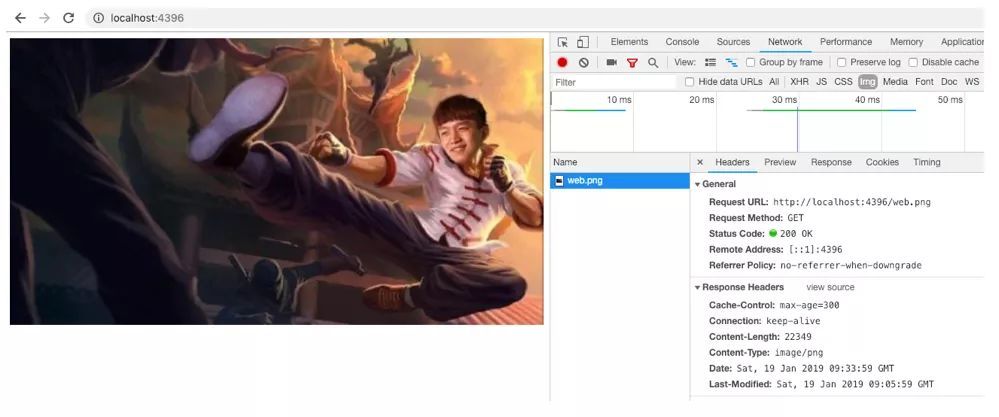 localhost:4396
Elements Console Sources Network Performance Memory Application
View: Group by frame Preserve log Disable cache
Filter Hide data URLs All XHR JS CSS Img Media Font Doc WS
10 ms 20 ms 30 ms 40 ms 50 ms
Name × Headers Preview Response Cookies Timing
web.png
General
Request URL: http://localhost:4396/web.png
Request Method: GET
Status Code: 200 OK
Remote Address: [::1]:4396
Referrer Policy: no-referrer-when-downgrade
Response Headers view source
Cache-Control: max-age=300
Connection: keep-alive
Content-Length: 22349
Content-Type: image/png
Date: Sat, 19 Jan 2019 09:33:59 GMT
Last-Modified: Sat, 19 Jan 2019 09:05:59 GMT